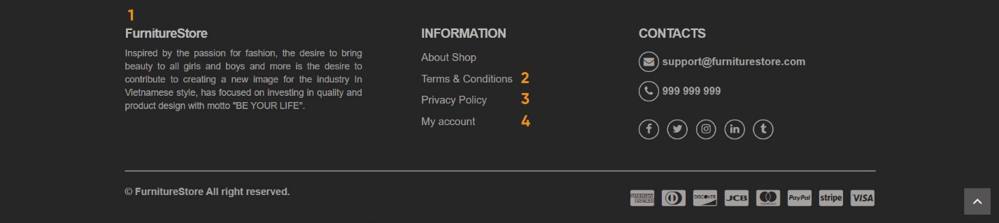 1
FurnitureStore
Inspired by the passion for fashion, the desire to bring
beauty to all girls and boys and more is the desire to
contribute to creating a new image for the industry In
Vietnamese style, has focused on investing in quality and
product design with motto "BE YOUR LIFE".
INFORMATION
About Shop
Terms & Conditions 2
Privacy Policy 3
My account 4
CONTACTS
support@furniturestore.com
999 999 999
© FurnitureStore All right reserved.
AMERICAN EXPRESS DISCOVER JCB mastercard PayPal stripe VISA